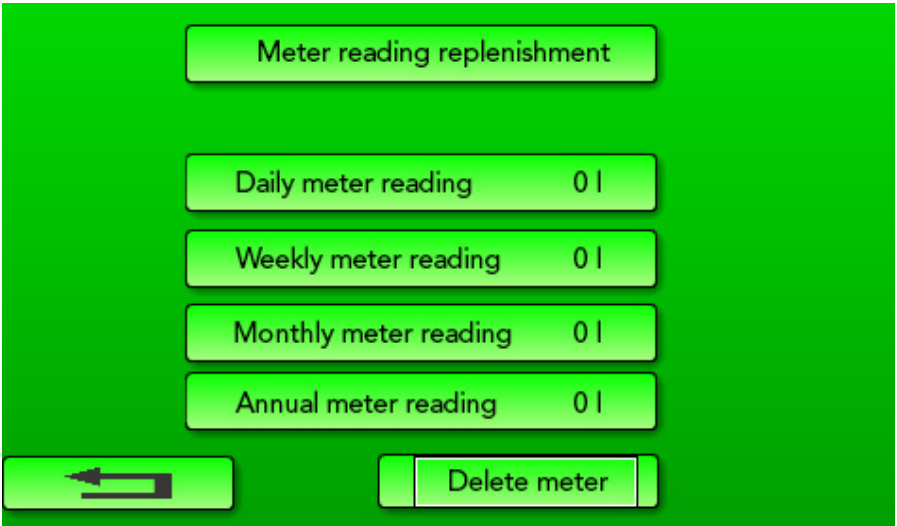 Meter reading replenishment
Daily meter reading 0 l
Weekly meter reading 0 l
Monthly meter reading 0 l
Annual meter reading 0 l
Delete meter